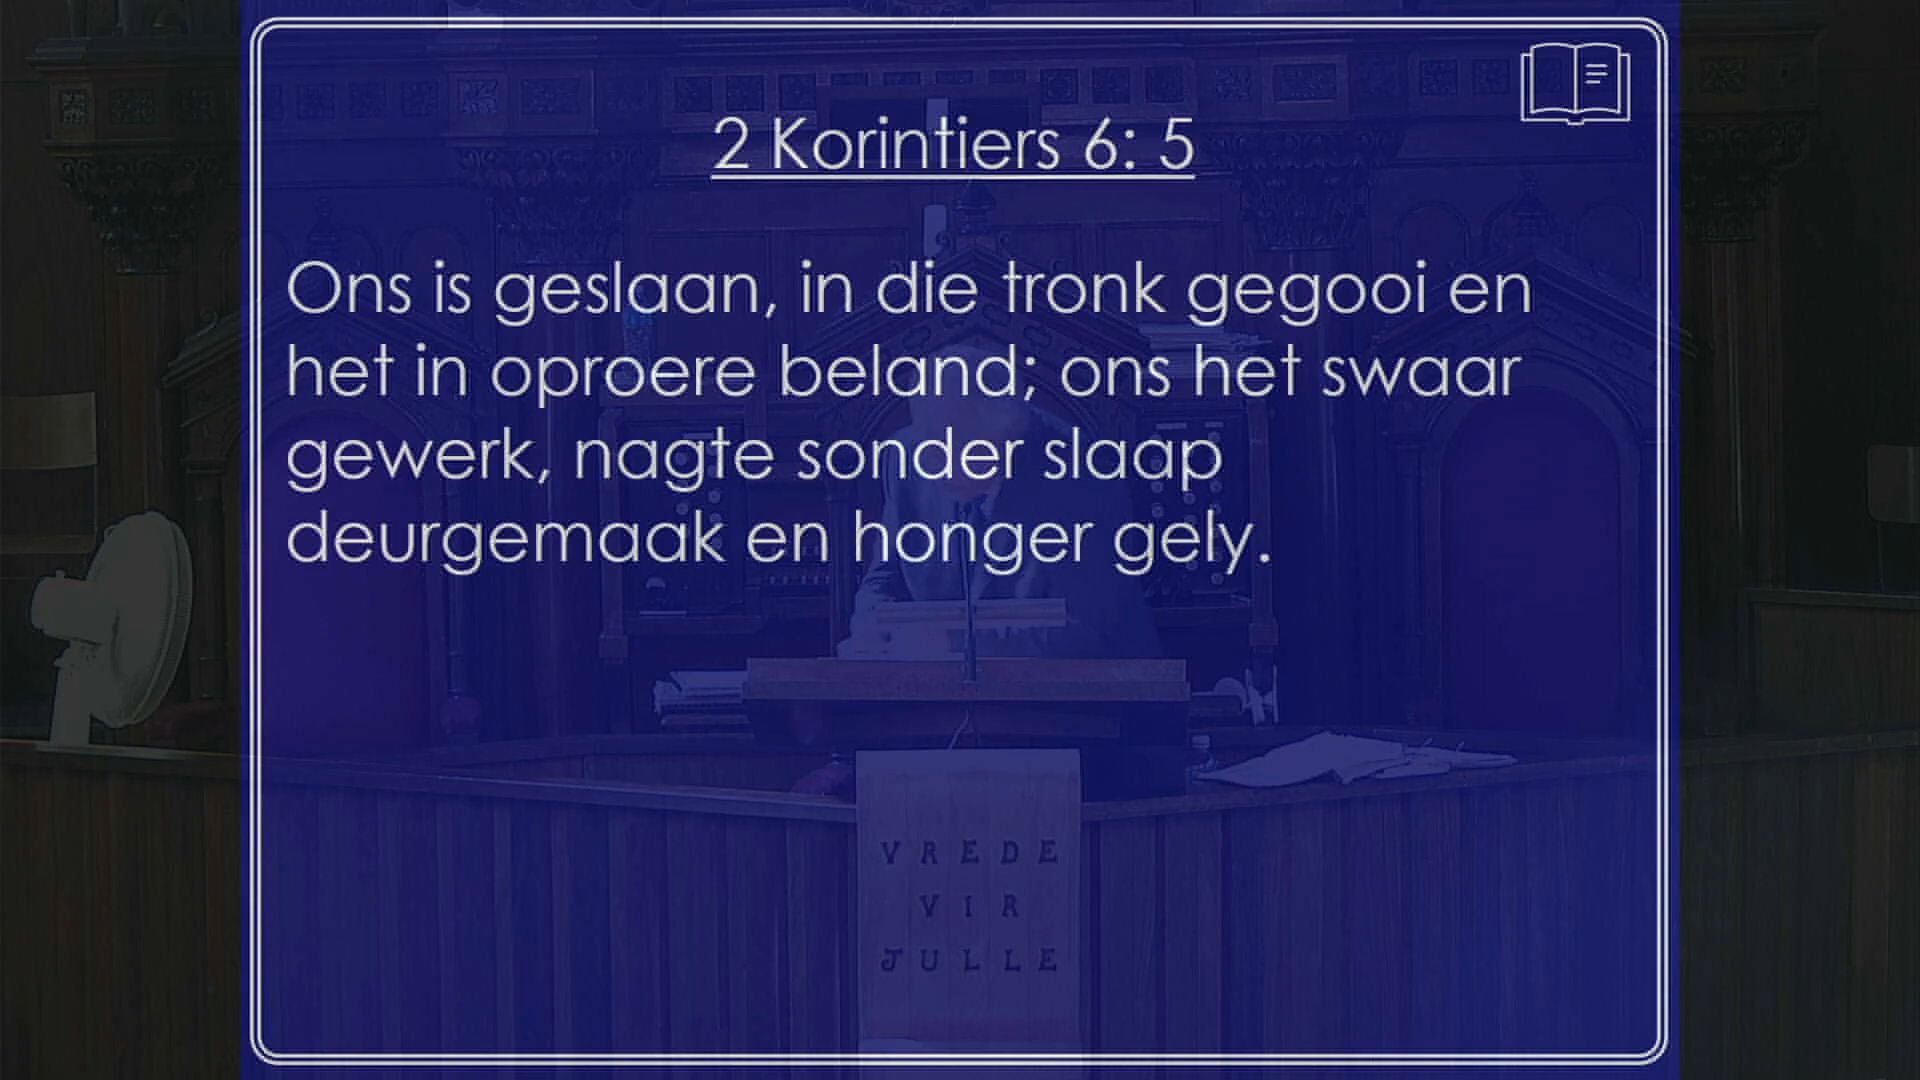 2 Korintiers 6: 5
Ons is geslaan, in die tronk gegooi en
het in oproere beland; ons het swaar
gewerk, nagte sonder slaap
deurgemaak en honger gely.
VREDE
VIR
JULLE